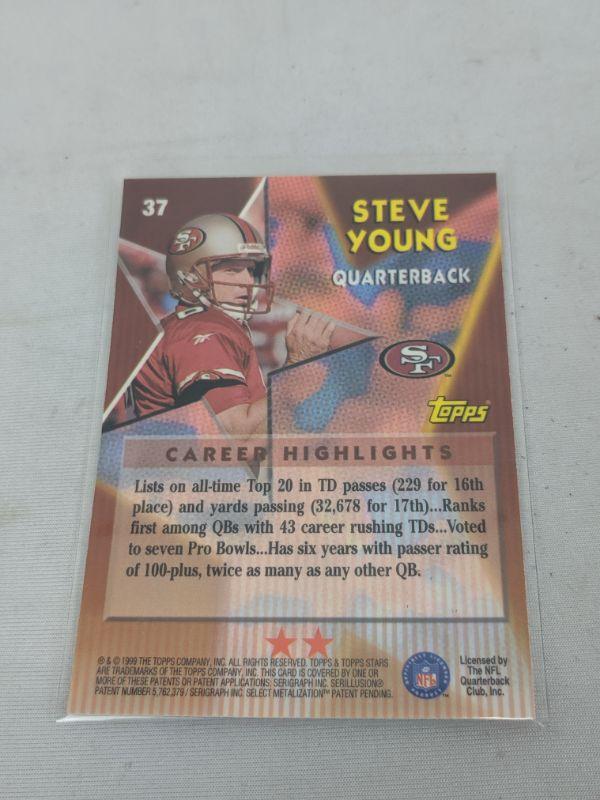 37
STEVE
YOUNG
QUARTERBACK
SF
TOPPS
CAREER HIGHLIGHTS
Lists on all-time Top 20 in TD passes (229 for 16th
place) and yards passing (32,678 for 17th)...Ranks
first among QBs with 43 career rushing TDs...Voted
to seven Pro Bowls...Has six years with passer rating
of 100-plus, twice as many as any other QB.
® & © 1999 THE TOPPS COMPANY, INC. ALL RIGHTS RESERVED. TOPPS & TOPPS STARS
ARE TRADEMARKS OF THE TOPPS COMPANY, INC. THIS CARD IS COVERED BY ONE OR
MORE OF THESE PATENTS OR PATENT APPLICATIONS: SERIGRAPH INC. SERILLUSION®
PATENT NUMBER 5,762,379 / SERIGRAPH INC. SELECT METALIZATION™ PATENT PENDING.
NFL
Licensed by
The NFL
Quarterback
Club, Inc.